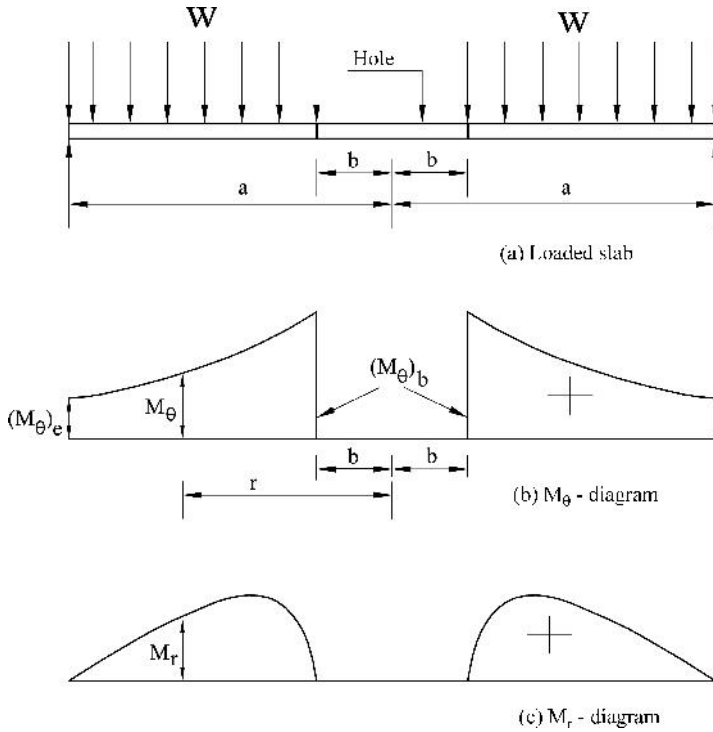 W W
Hole
b b
a a
(a) Loaded slab
(Mθ)b
(Mθ)e Mθ
b b
r
(b) Mθ - diagram
Mr
(c) Mr - diagram